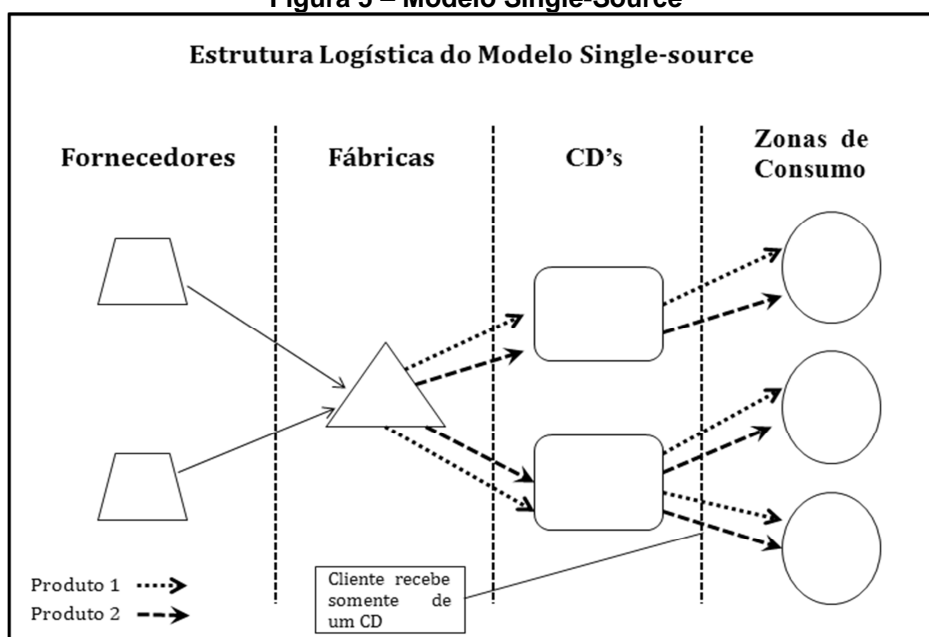 Figura 5 – Modelo Single-Source
Estrutura Logística do Modelo Single-source
Fornecedores
Fábricas
CD’s
Zonas de
Consumo
Produto 1
Produto 2
Cliente recebe
somente de
um CD